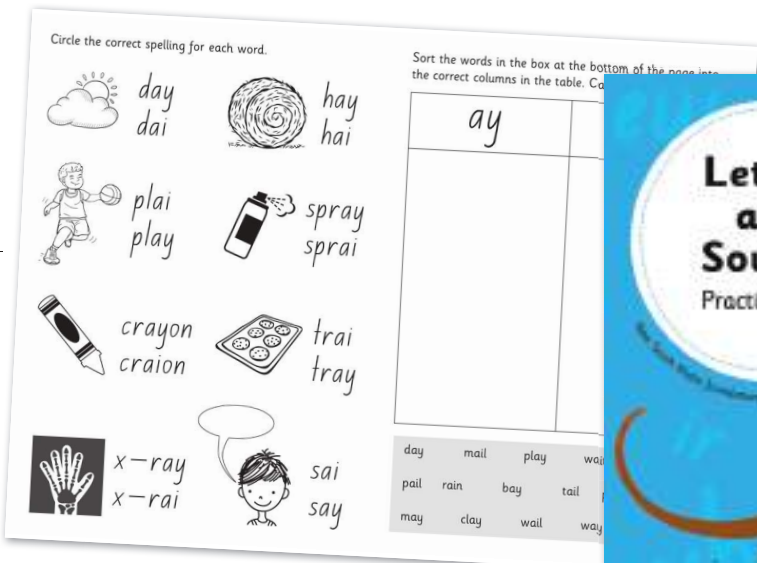 Circle the correct spelling for each word.
day
dai
hay
hai
plai
play
spray
sprai
crayon
craion
trai
tray
x–ray
x–rai
sai
say
Sort the words in the box at the bottom of the page into
the correct columns in the table.
ay
day mail play
pail rain bay tail
may clay wail way
Practi